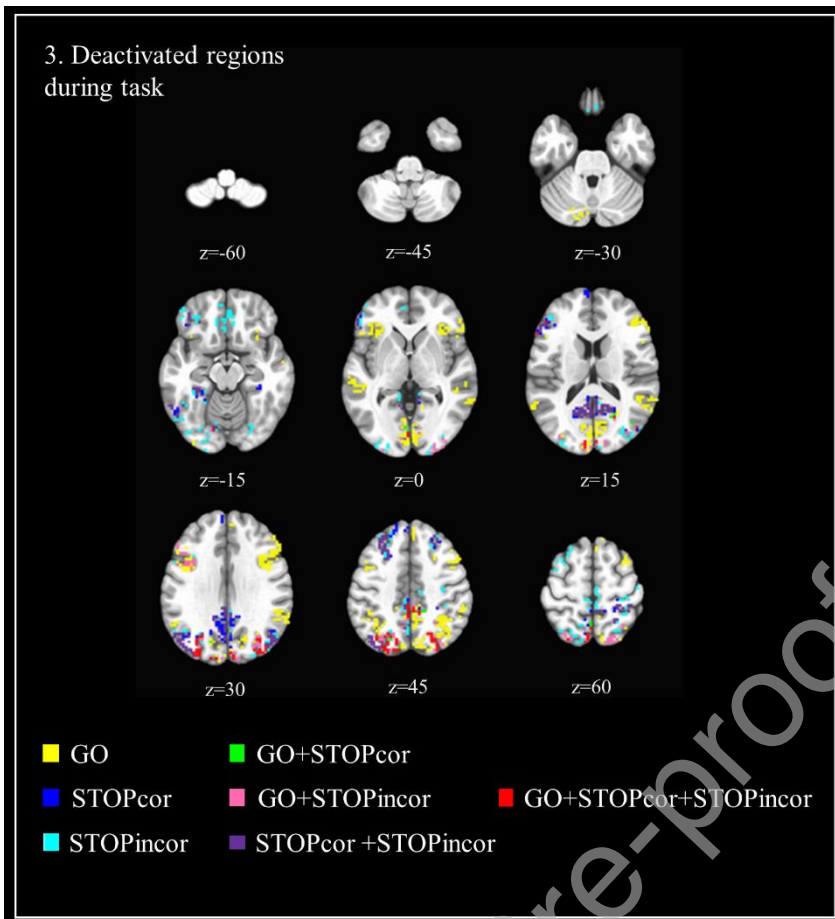 3. Deactivated regions
during task
z=-60
z=-45
z=-30
z=-15
z=0
z=15
z=30
z=45
z=60
GO
GO+STOPcor
STOPcor
GO+STOPincor
GO+STOPcor+STOPincor
STOPincor
STOPcor +STOPincor
re-proof